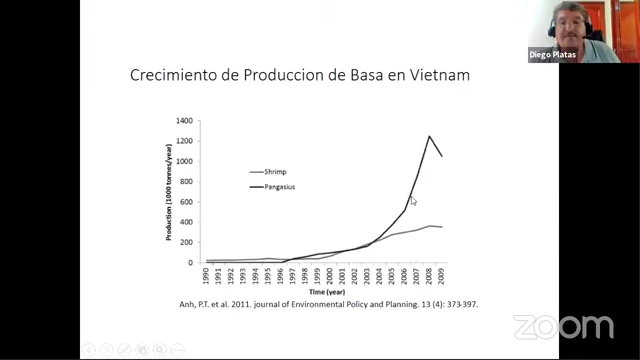 Diego Platas
Crecimiento de Produccion de Basa en Vietnam
1400
1200
1000
800
600
400
200
0
Production (1000 tonnes/year)
Shrimp
Pangasius
1990 1991 1992 1993 1994 1995 1996 1997 1998 1999 2000 2001 2002 2003 2004 2005 2006 2007 2008 2009
Time (year)
Anh, P.T. et al. 2011. journal of Environmental Policy and Planning. 13 (4): 373-397.
zoom